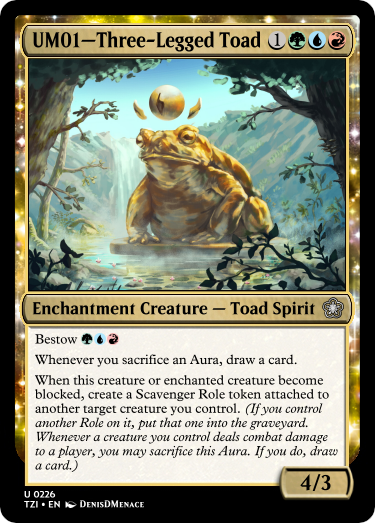 UM01—Three-Legged Toad 1
Enchantment Creature — Toad Spirit
Bestow
Whenever you sacrifice an Aura, draw a card.
When this creature or enchanted creature become
blocked, create a Scavenger Role token attached to
another target creature you control. (If you control
another Role on it, put that one into the graveyard.
Whenever a creature you control deals combat damage
to a player, you may sacrifice this Aura. If you do, draw
a card.)
4/3
U 0226
TZI • EN DenisDMenace